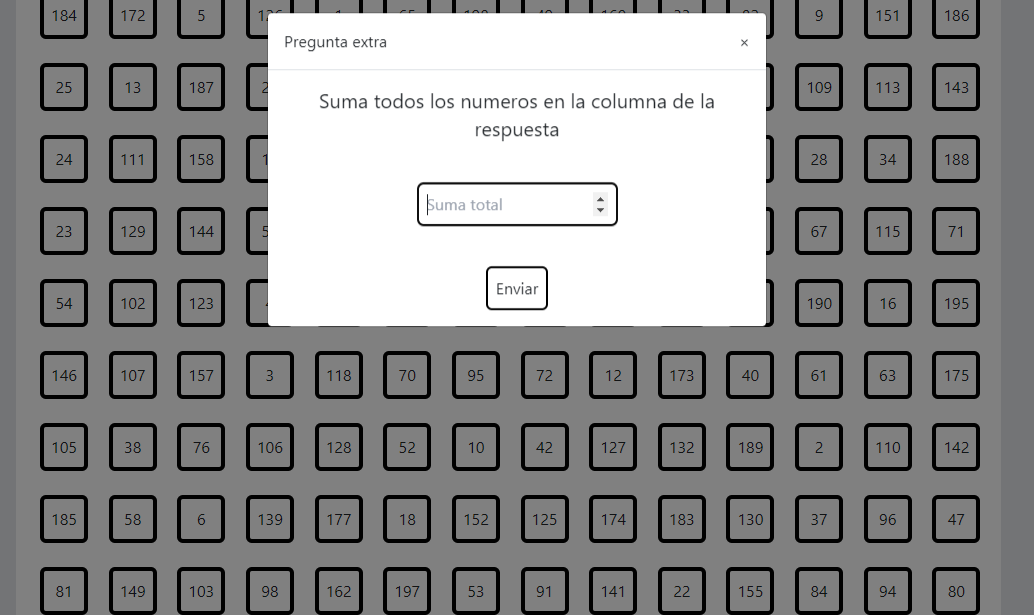 184 172 5 9 151 186
Pregunta extra ×
25 13 187 109 113 143
Suma todos los numeros en la columna de la
respuesta
24 111 158 28 34 188
Suma total
23 129 144 67 115 71
Enviar
54 102 123 190 16 195
146 107 157 3 118 70 95 72 12 173 40 61 63 175
105 38 76 106 128 52 10 42 127 132 189 2 110 142
185 58 6 139 177 18 152 125 174 183 130 37 96 47
81 149 103 98 162 197 53 91 141 22 155 84 94 80